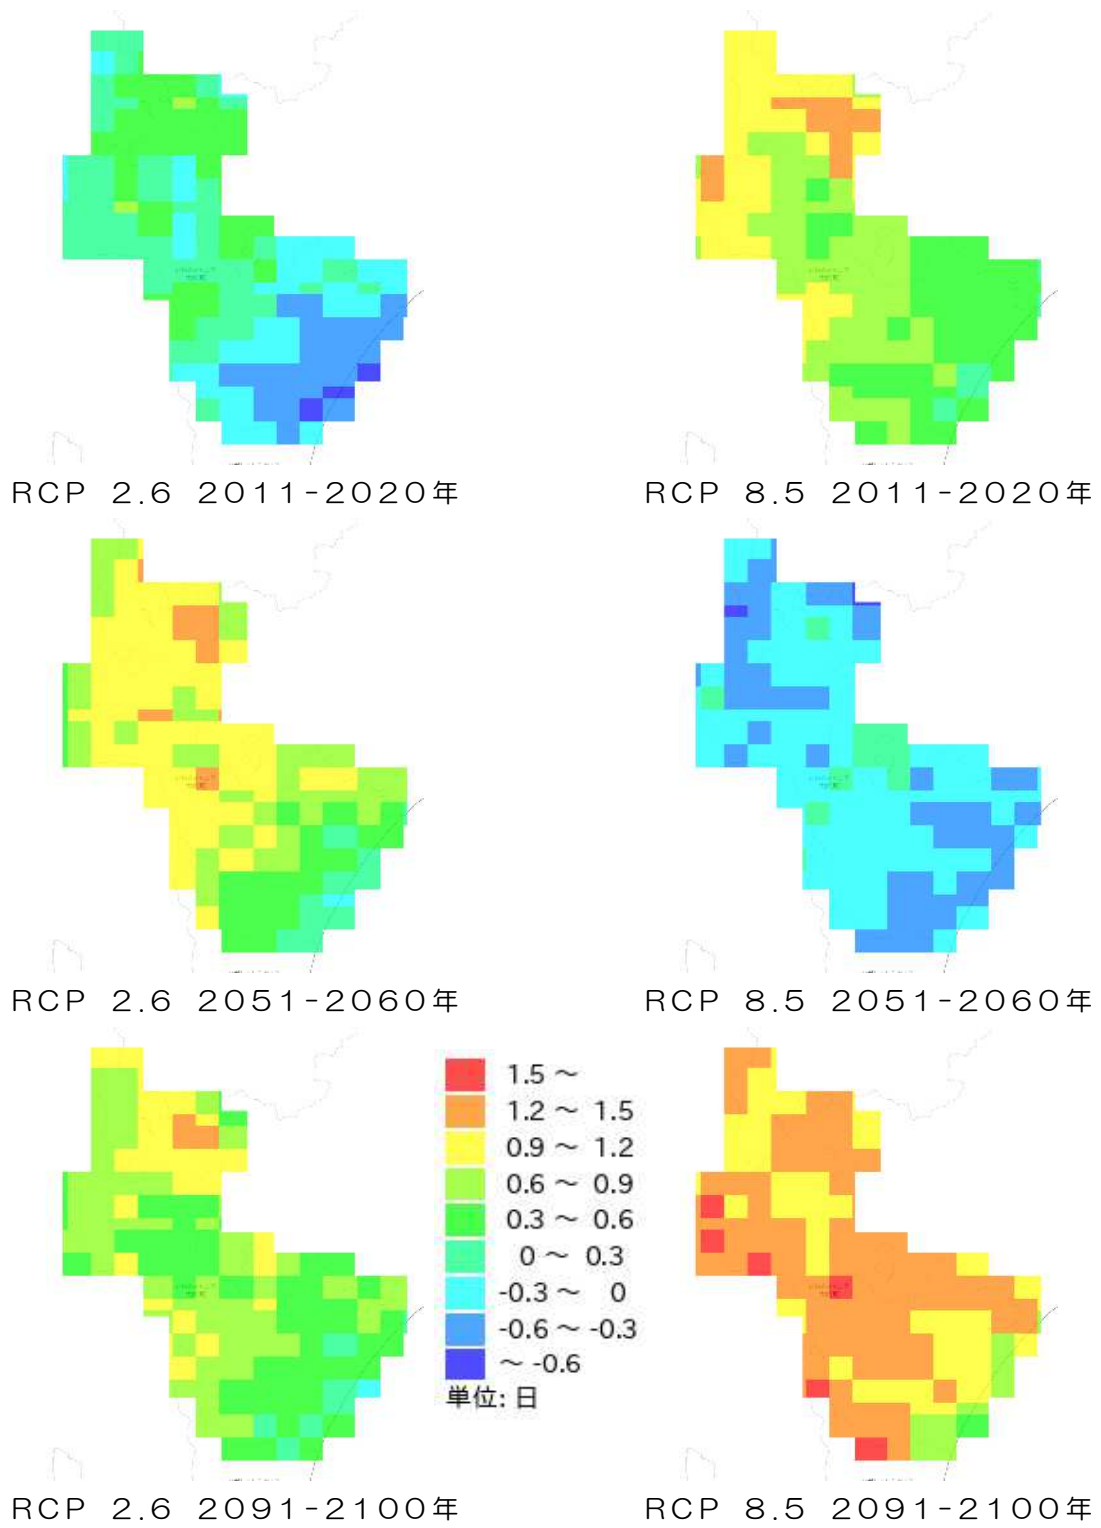 RCP 2.6 2011-2020年
RCP 8.5 2011-2020年
RCP 2.6 2051-2060年
RCP 8.5 2051-2060年
1.5 ~
1.2 ~ 1.5
0.9 ~ 1.2
0.6 ~ 0.9
0.3 ~ 0.6
0 ~ 0.3
-0.3 ~ 0
-0.6 ~ -0.3
~ -0.6
単位: 日
RCP 2.6 2091-2100年
RCP 8.5 2091-2100年